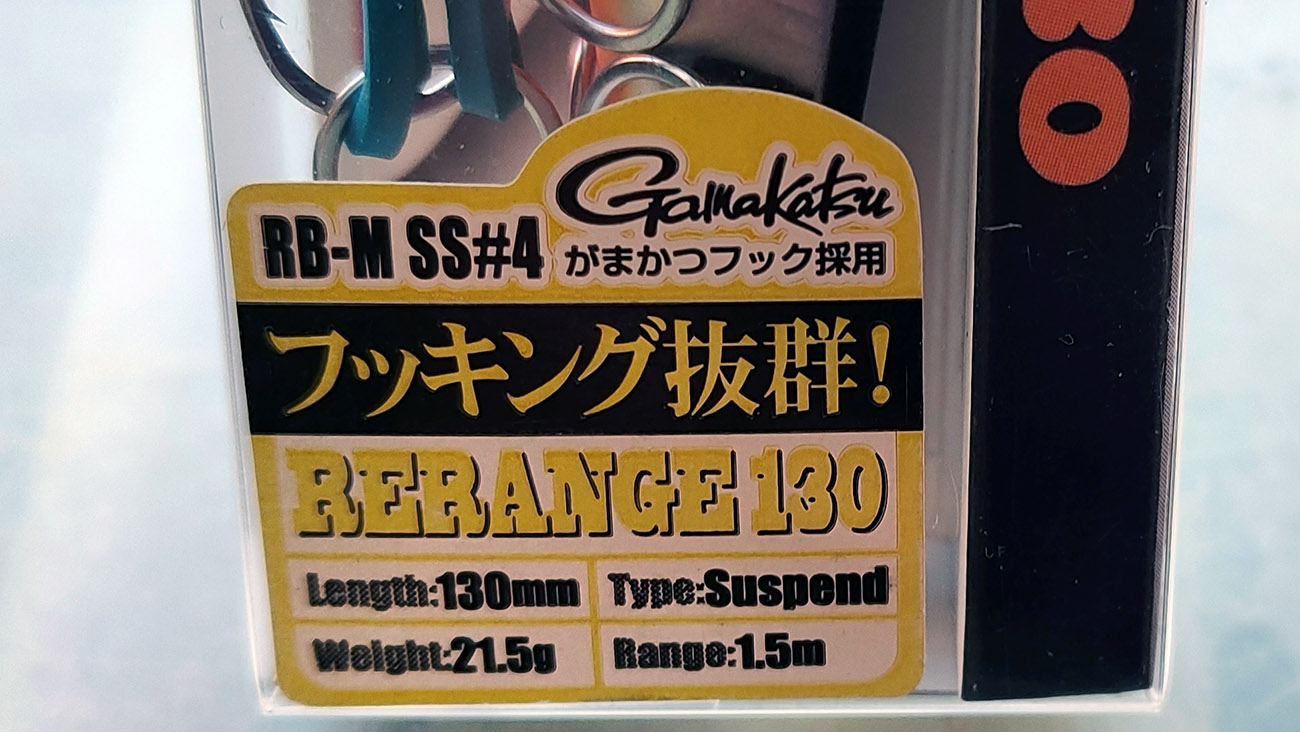 30
Gamakatsu
RB-M SS#4 がまかつフック採用
フッキング抜群!
RERANGE 130
Length:130mm Type:Suspend
Weight:21.5g Range:1.5m